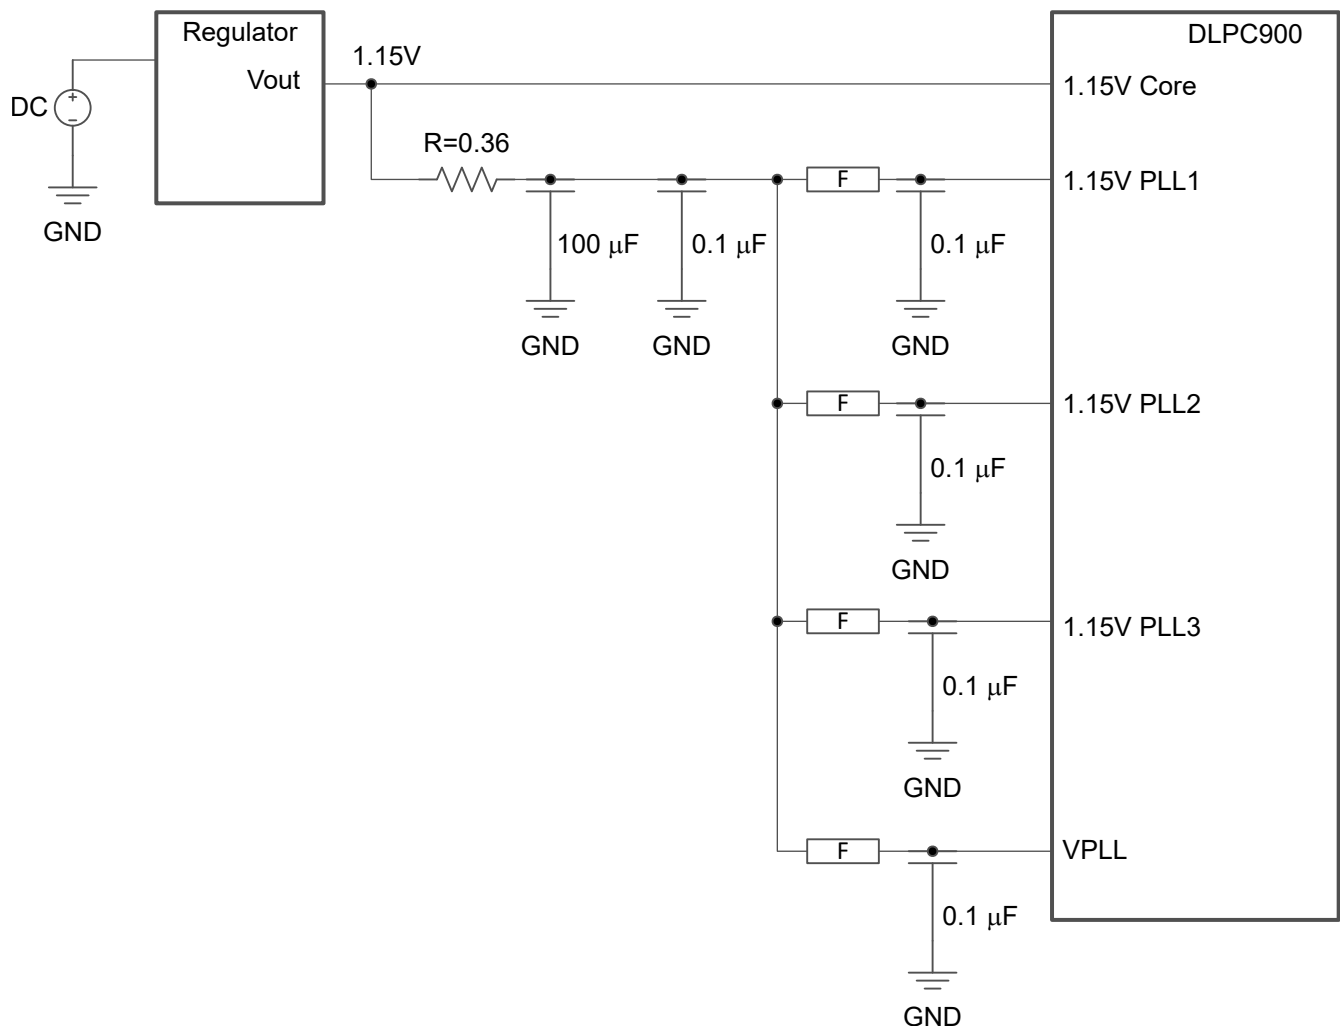 Regulator
DLPC900
1.15V
Vout
1.15V Core
DC
+
−
R=0.36
F
1.15V PLL1
GND
100 μF
0.1 μF
0.1 μF
GND
GND
GND
F
1.15V PLL2
0.1 μF
GND
F
1.15V PLL3
0.1 μF
GND
F
VPLL
0.1 μF
GND